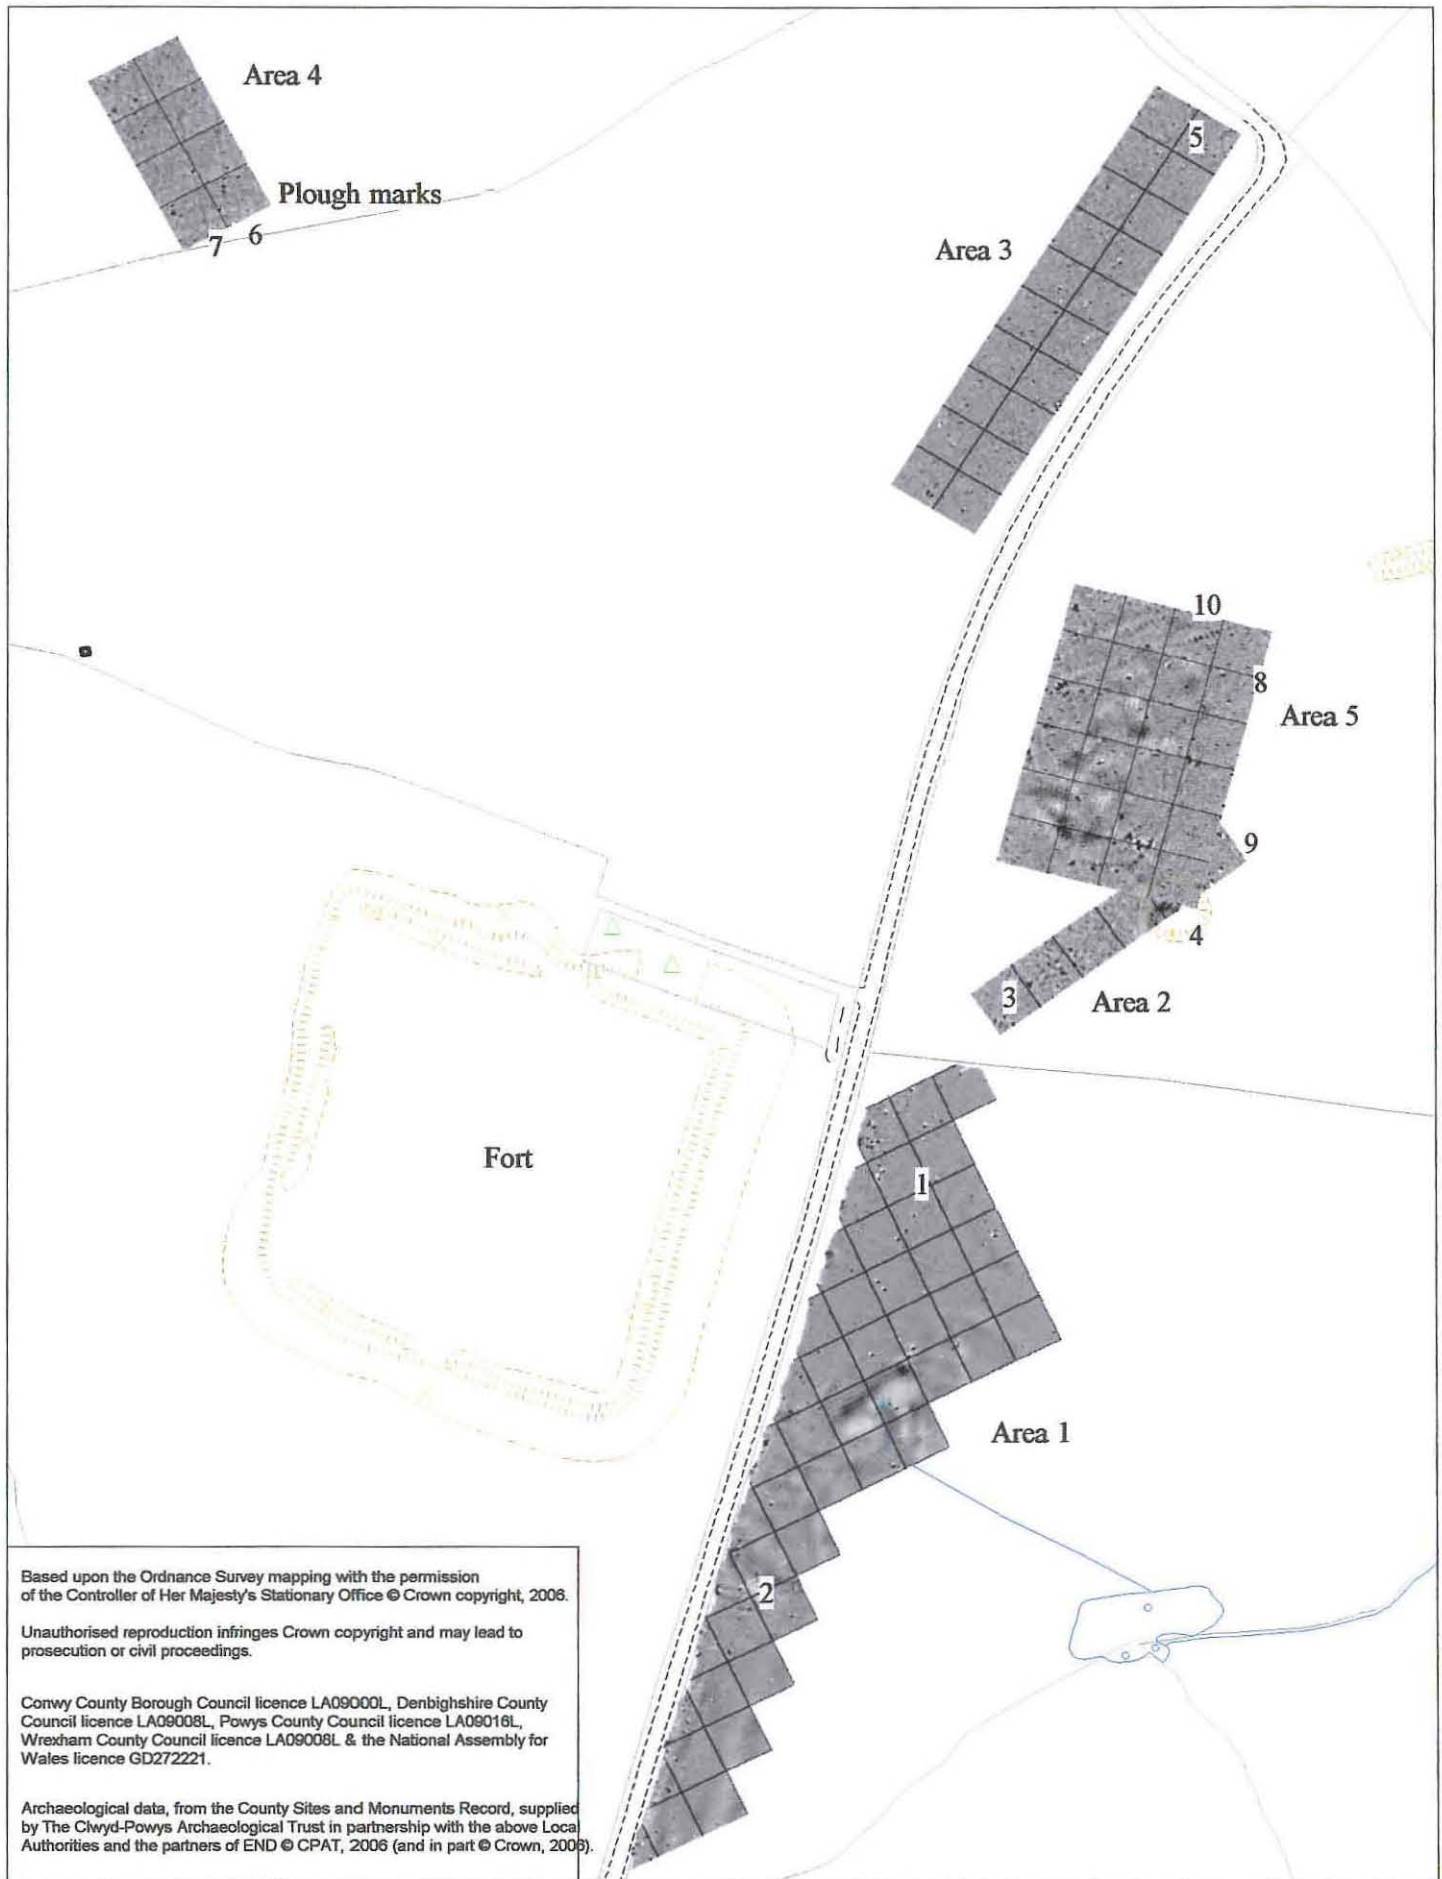 Area 4
5
Plough marks
6
7
Area 3
10
8
Area 5
9
4
3
Area 2
Fort
1
Area 1
2
Based upon the Ordnance Survey mapping with the permission
of the Controller of Her Majesty's Stationary Office © Crown copyright, 2006.
Unauthorised reproduction infringes Crown copyright and may lead to
prosecution or civil proceedings.
Conwy County Borough Council licence LA09000L, Denbighshire County
Council licence LA09008L, Powys County Council licence LA09016L,
Wrexham County Council licence LA09008L & the National Assembly for
Wales licence GD272221.
Archaeological data, from the County Sites and Monuments Record, supplied
by The Clwyd-Powys Archaeological Trust in partnership with the above Local
Authorities and the partners of END © CPAT, 2006 (and in part © Crown, 2006).